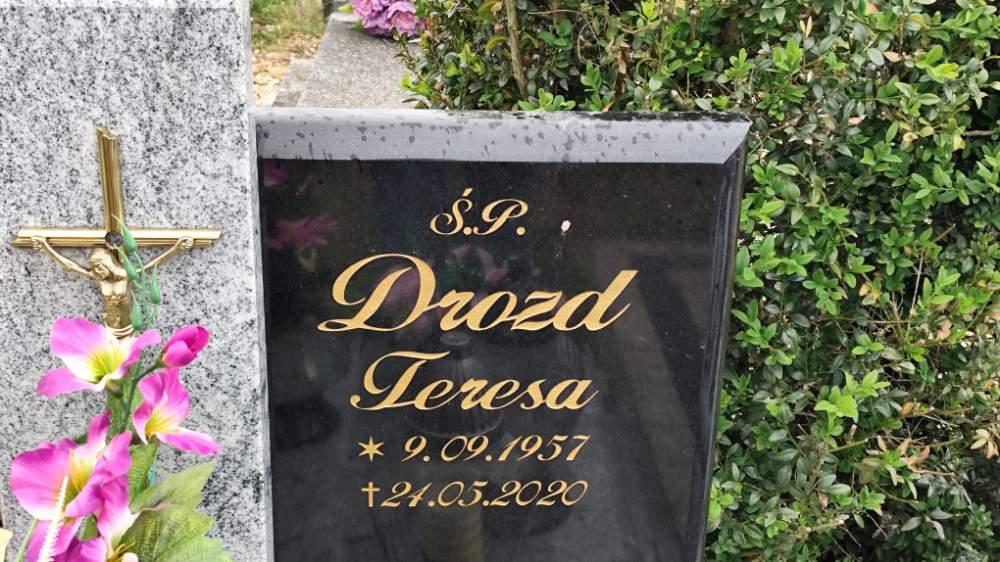 Ś.P.
Drozd
Teresa
* 9.09.1957
†24.05.2020